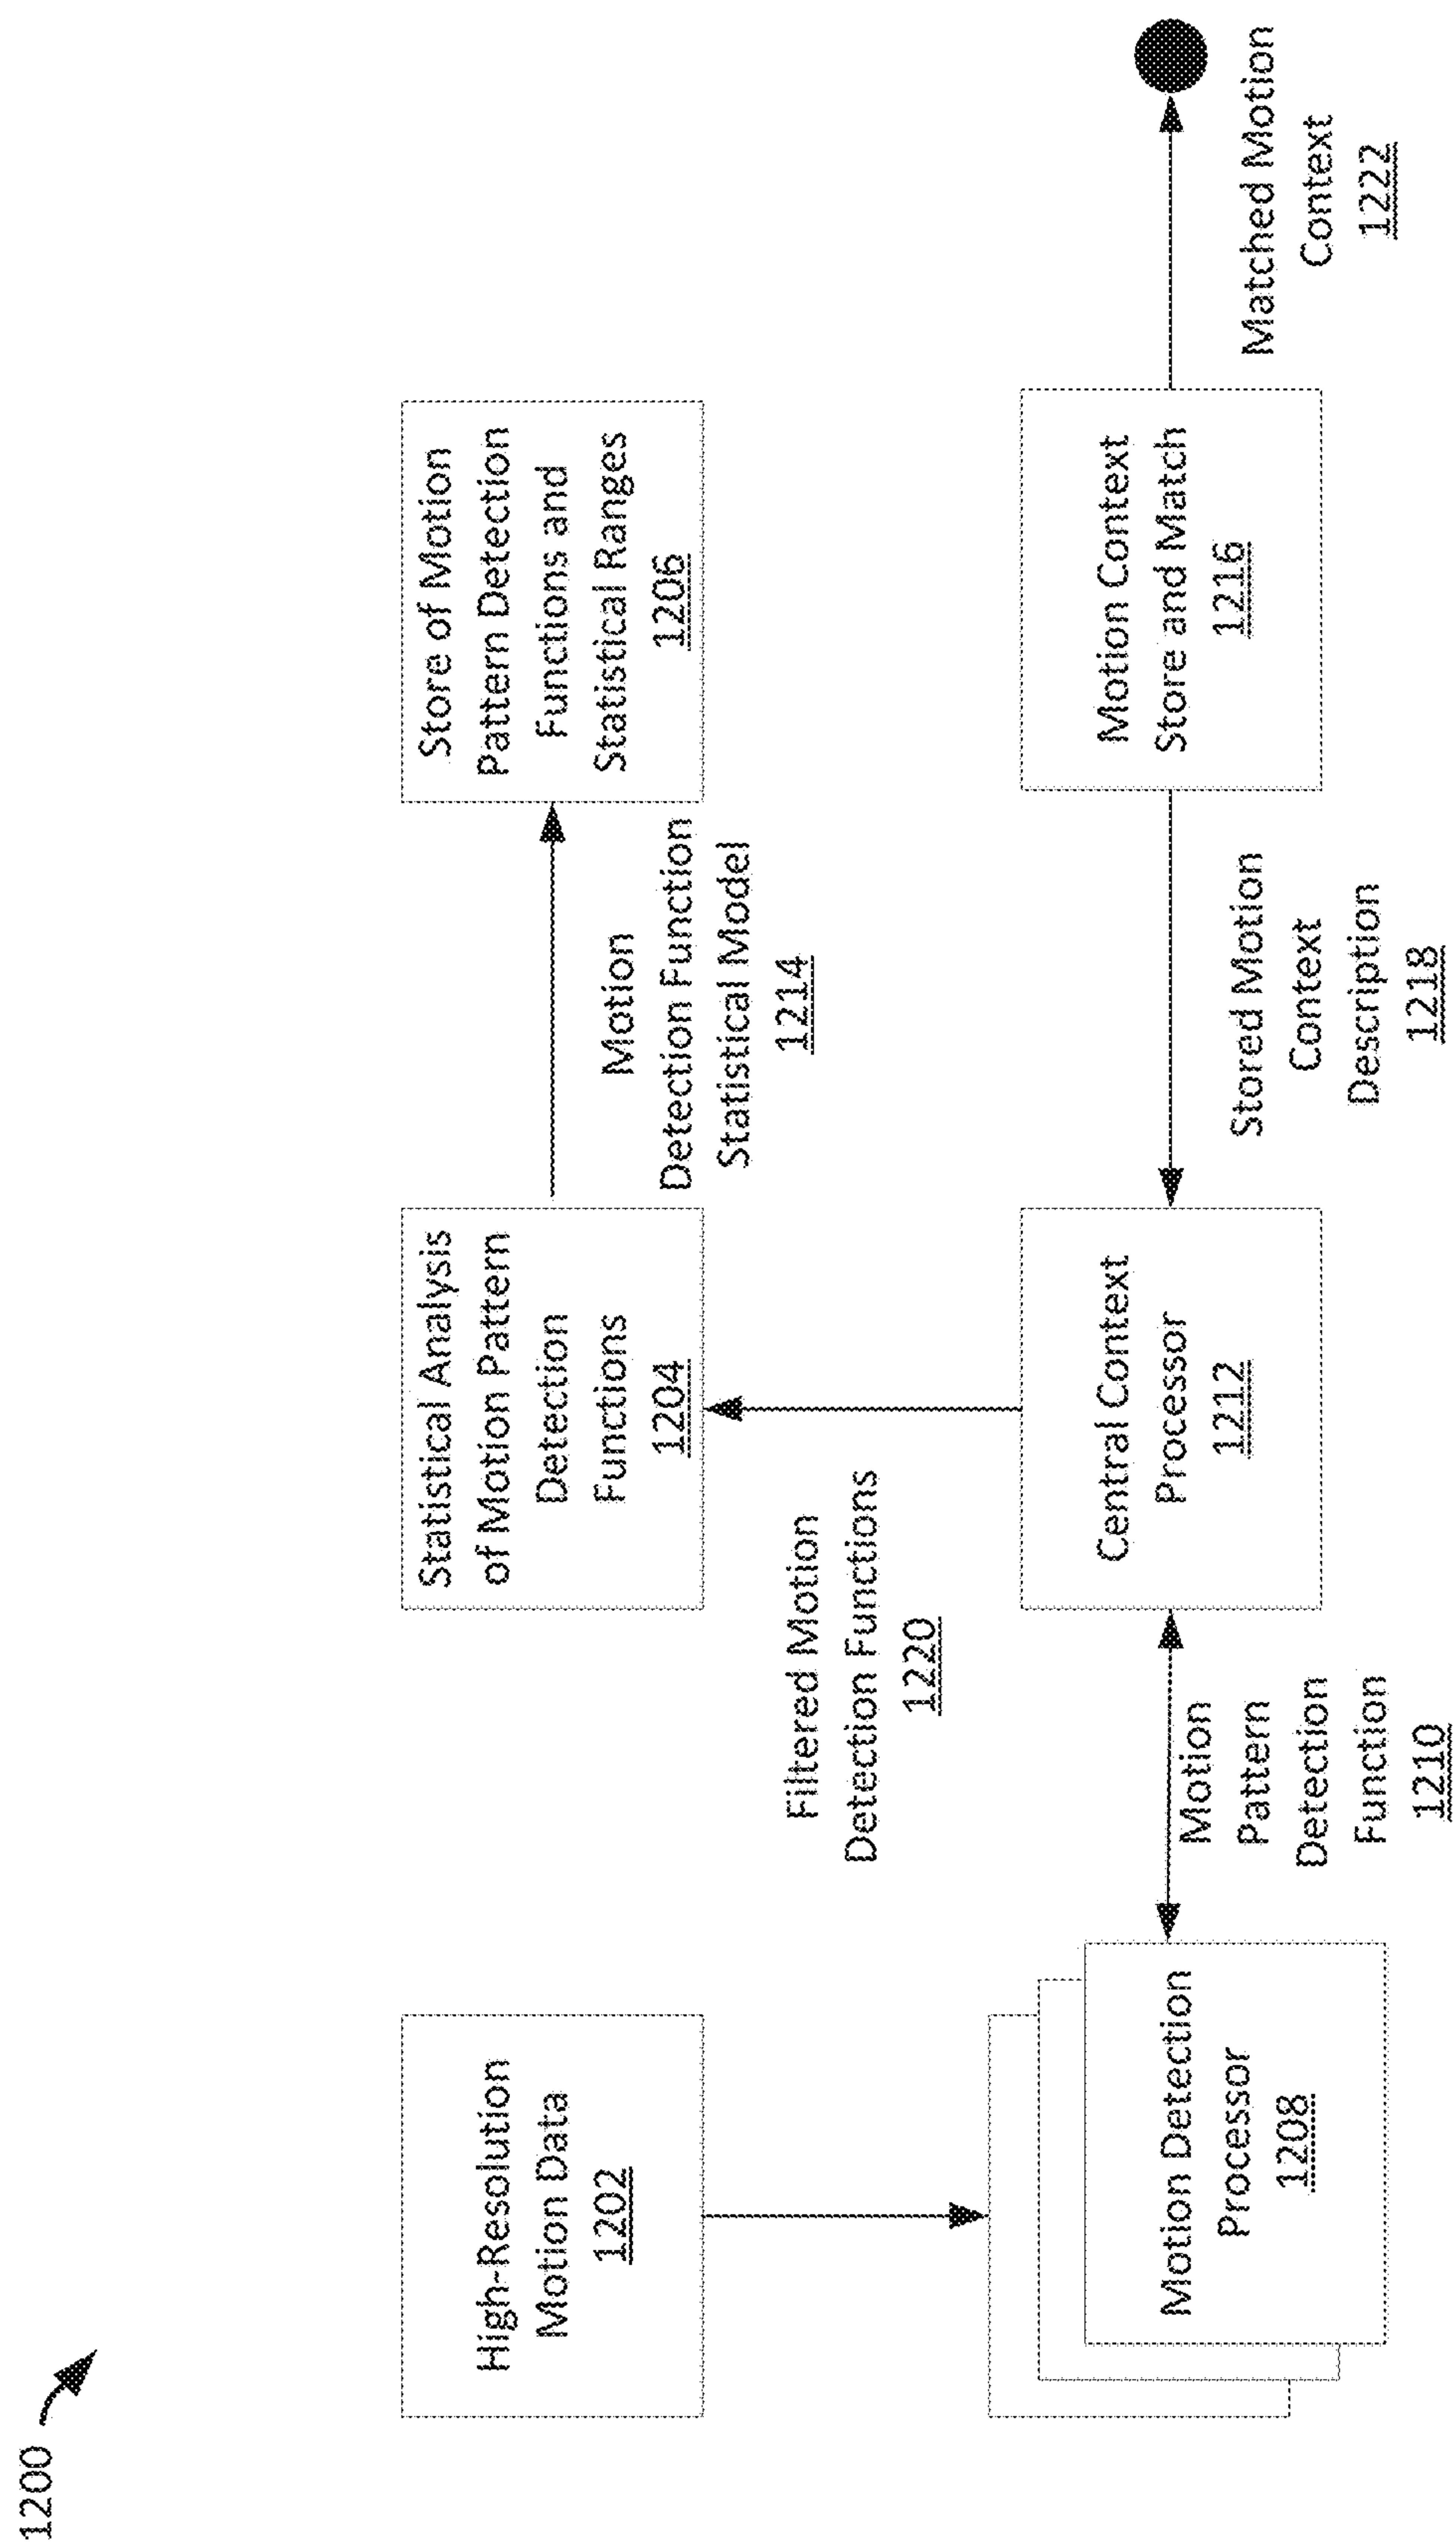 1200
High-Resolution
Motion Data
1202
Statistical Analysis
of Motion Pattern
Detection
Functions
1204
Motion
Detection Function
Statistical Model
1214
Store of Motion
Pattern Detection
Functions and
Statistical Ranges
1206
Filtered Motion
Detection Functions
1220
Motion Detection
Processor
1208
Motion
Pattern
Detection
Function
1210
Central Context
Processor
1212
Stored Motion
Context
Description
1218
Motion Context
Store and Match
1216
Matched Motion
Context
1222